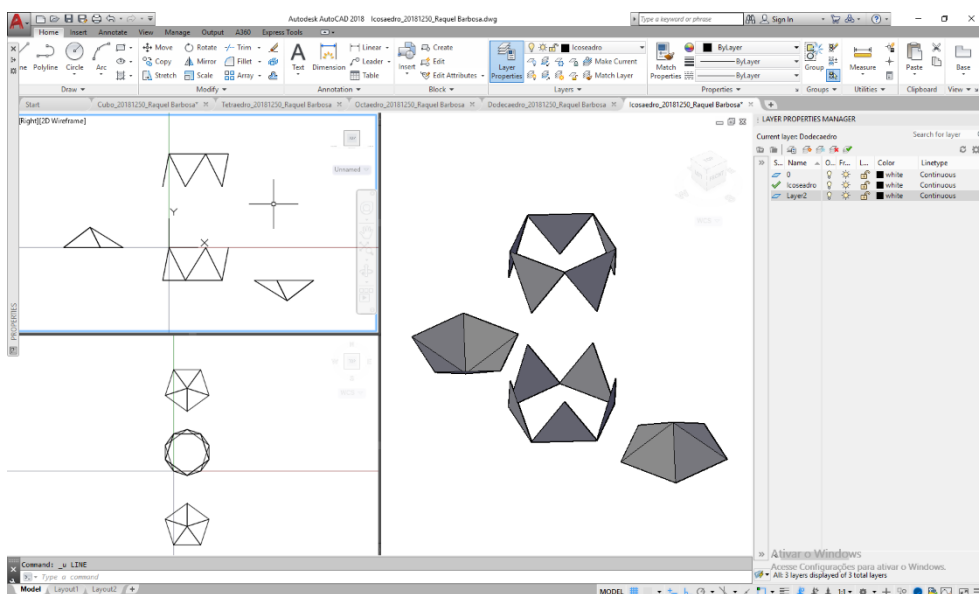 Autodesk AutoCAD 2018 Icosaedro_20181250_Raquel Barbosa.dwg
Type a keyword or phrase
Sign In
Home Insert Annotate View Manage Output A360 Express Tools
ne Polyline Circle Arc
Move Rotate Trim
Copy Mirror Fillet
Stretch Scale Array
Text Dimension
Linear
Leader
Table
Insert
Create
Edit
Edit Attributes
Layer Properties
Icoseadro
Make Current
Match Layer
Match Properties
ByLayer
ByLayer
ByLayer
Group
Measure
Paste
Base
Draw Modify Annotation Block Layers Properties Groups Utilities Clipboard View
Start Cubo_20181250_Raquel Barbosa* Tetraedro_20181250_Raquel Barbosa Octaedro_20181250_Raquel Barbosa Dodecaedro_20181250_Raquel Barbosa Icosaedro_20181250_Raquel Barbosa*
[Right][2D Wireframe]
Unnamed
Y
X
PROPERTIES
LAYER PROPERTIES MANAGER
Current layer: Dodecaedro
Search for layer
S.. Name O.. Fr... L... Color Linetype
0 white Continuous
Icoseadro white Continuous
Layer2 white Continuous
Ativar o Windows
Acesse Configurações para ativar o Windows.
All: 3 layers displayed of 3 total layers
Command: _u LINE
Type a command
Model Layout1 Layout2 +
MODEL